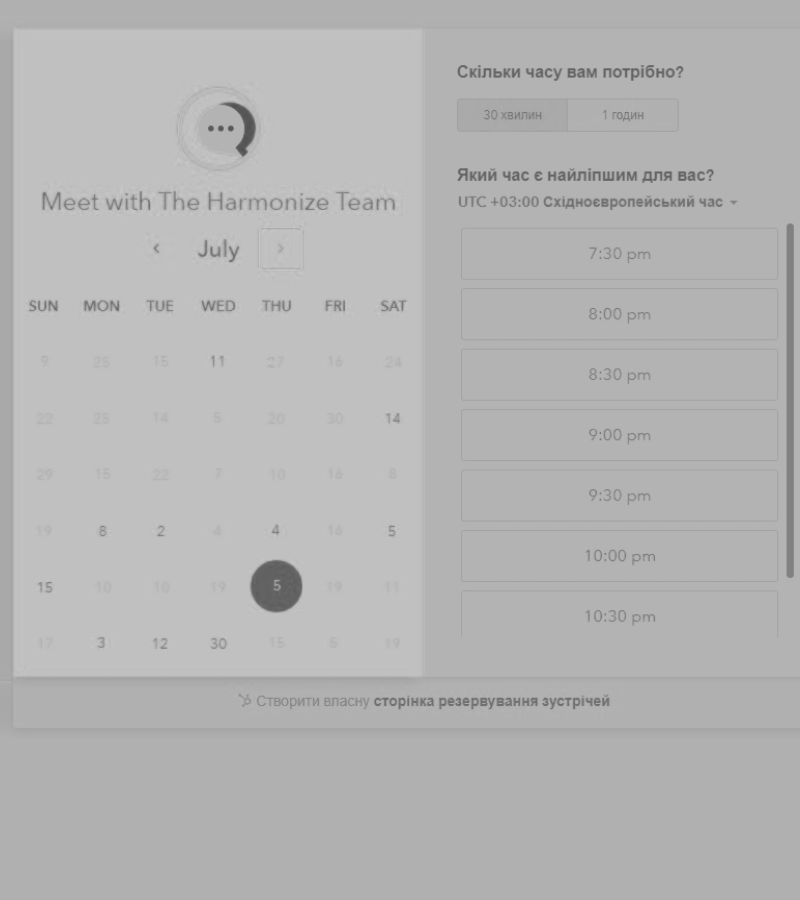 Meet with The Harmonize Team
July
SUN MON TUE WED THU FRI SAT
9 25 15 11 27 16 24
22 25 14 5 20 30 14
29 15 22 7 10 16 8
19 8 2 4 4 16 5
15 10 10 19 5 19 11
17 3 12 30 15 5 19
Скільки часу вам потрібно?
30 хвилин 1 годин
Який час є найліпшим для вас?
UTC +03:00 Східноєвропейський час
7:30 pm
8:00 pm
8:30 pm
9:00 pm
9:30 pm
10:00 pm
10:30 pm
Створити власну сторінка резервування зустрічей